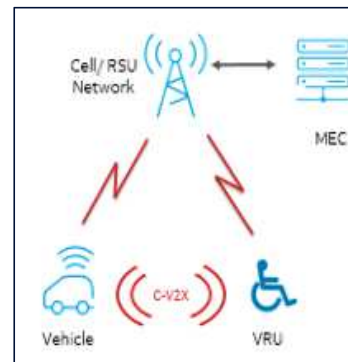 Cell/ RSU
Network
MEC
C-V2X
Vehicle
VRU